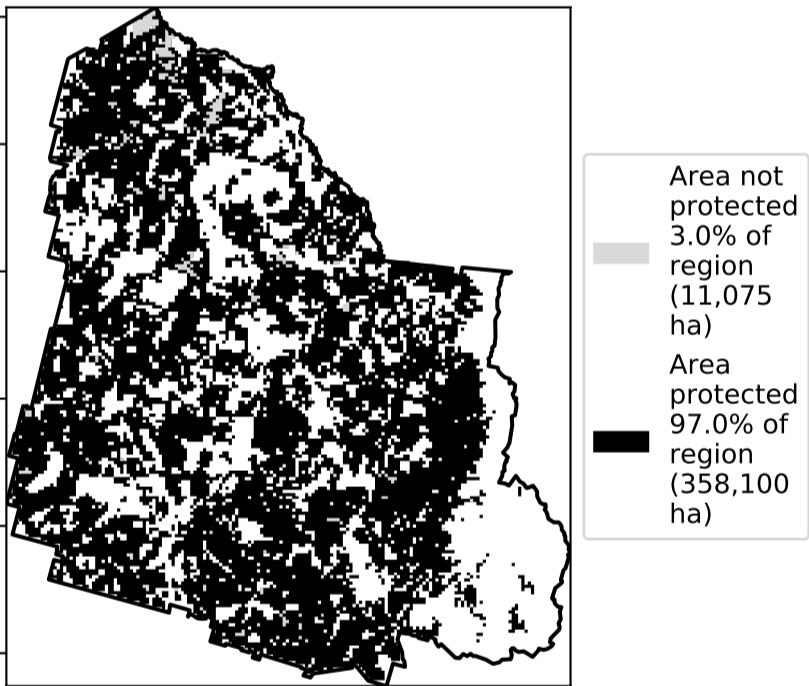 Area not
protected
3.0% of
region
(11,075
ha)
Area
protected
97.0% of
region
(358,100
ha)